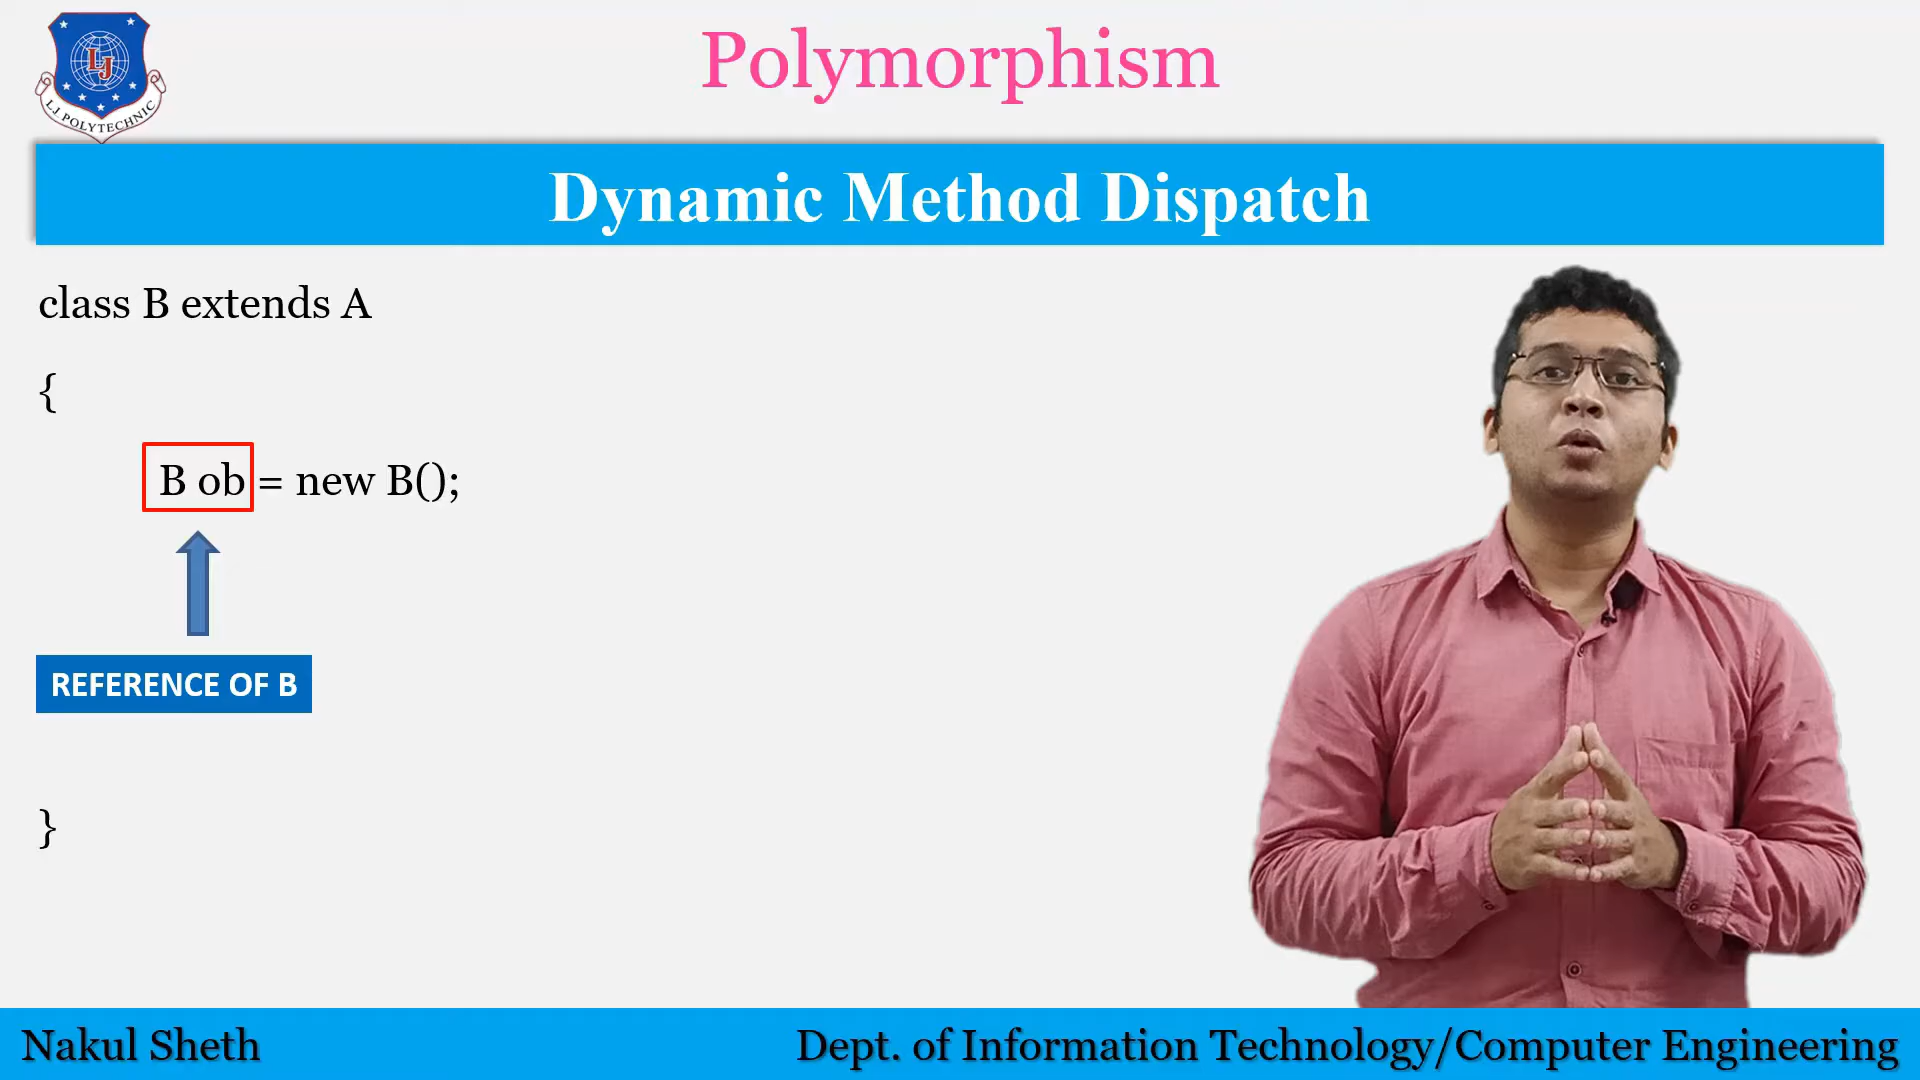 LJ
LJ POLYTECHNIC
Polymorphism
Dynamic Method Dispatch
class B extends A
{
B ob = new B();
REFERENCE OF B
}
Nakul Sheth
Dept. of Information Technology/Computer Engineering